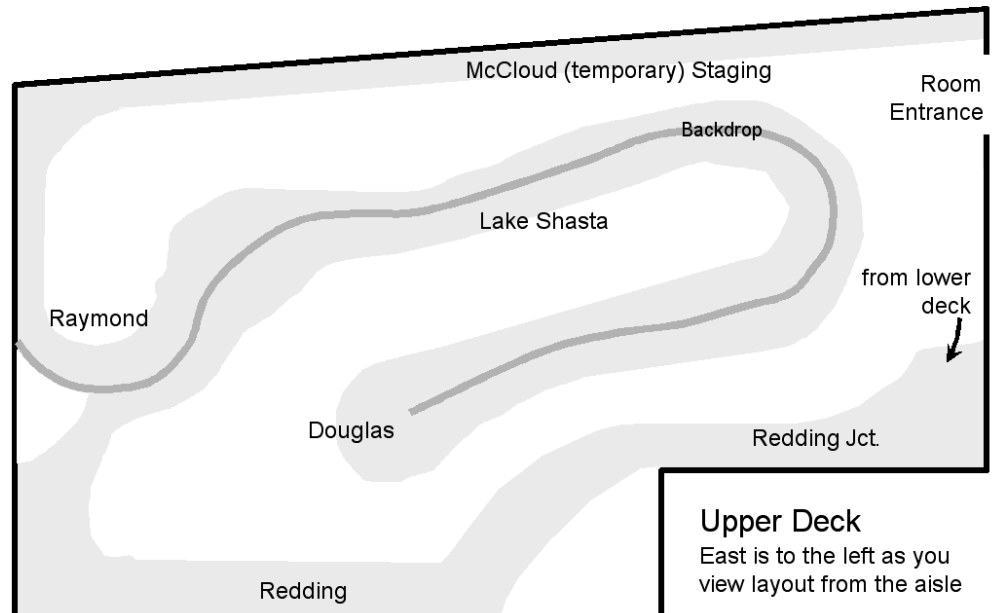 McCloud (temporary) Staging
Room
Entrance
Backdrop
Lake Shasta
from lower
deck
Raymond
Douglas
Redding Jct.
Upper Deck
East is to the left as you
view layout from the aisle
Redding